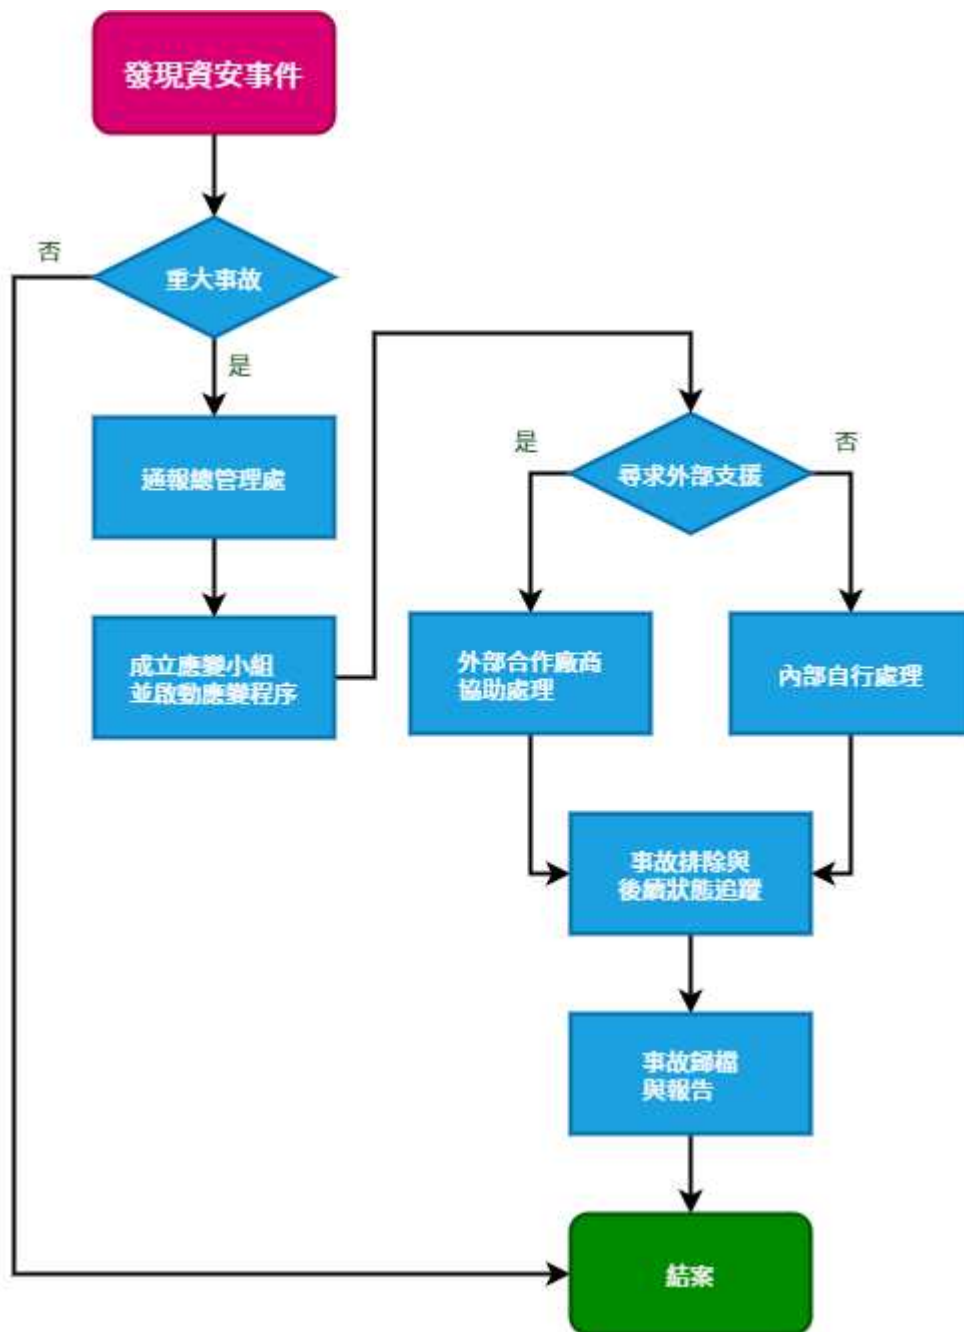 發現資安事件
否
重大事故
是
通報總管理處
成立應變小組
並啟動應變程序
是
尋求外部支援
否
外部合作廠商
協助處理
內部自行處理
事故排除與
後續狀態追蹤
事故歸檔
與報告
結案